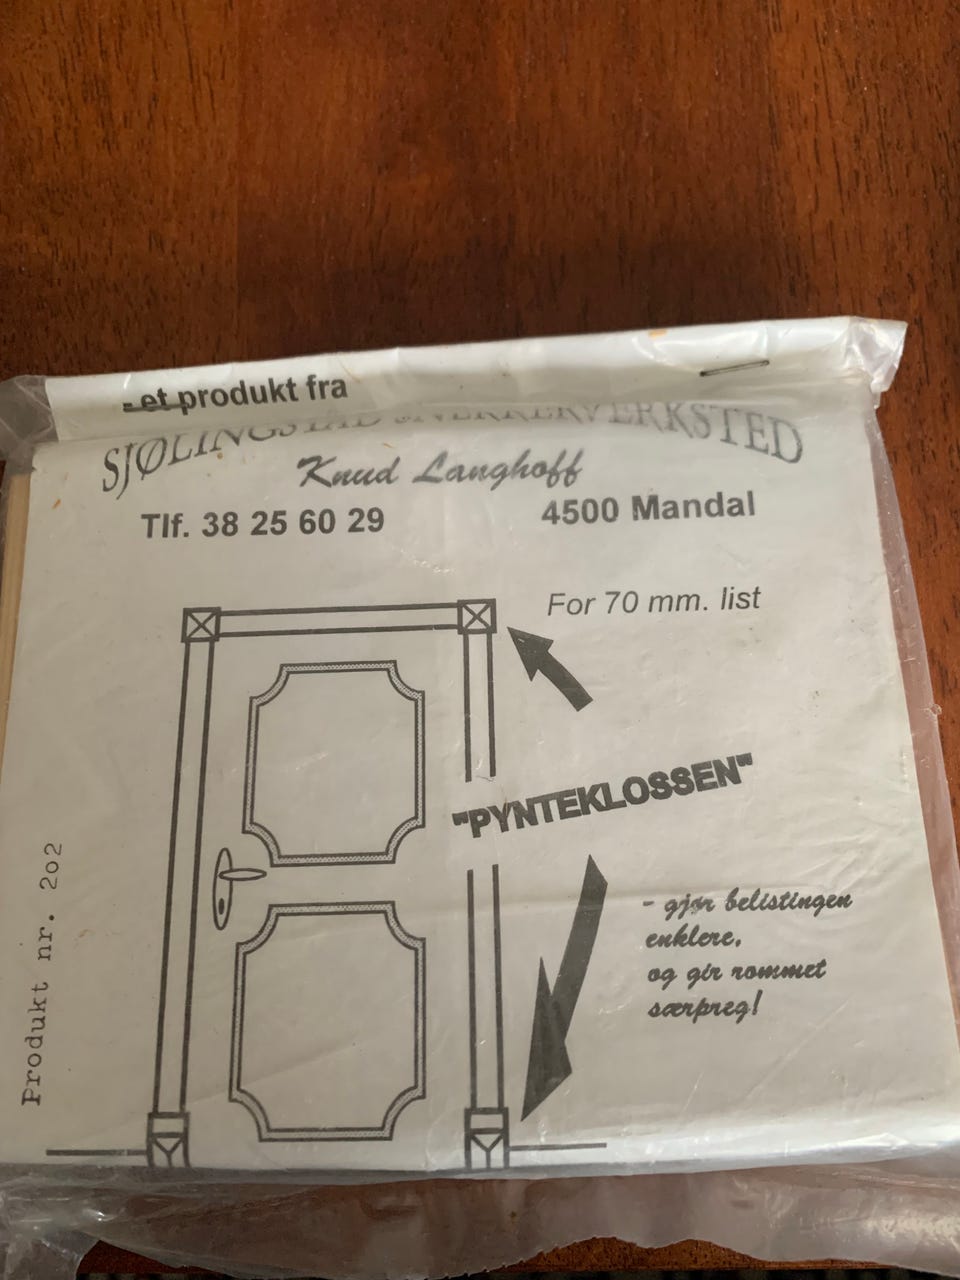 - et produkt fra
SJØLINGSTAD SNEKKERVERKSTED
Knud Langhoff
Tlf. 38 25 60 29
4500 Mandal
For 70 mm. list
"PYNTEKLOSSEN"
- gjør belistingen
enklere,
og gir rommet
særpreg!
Produkt nr. 202